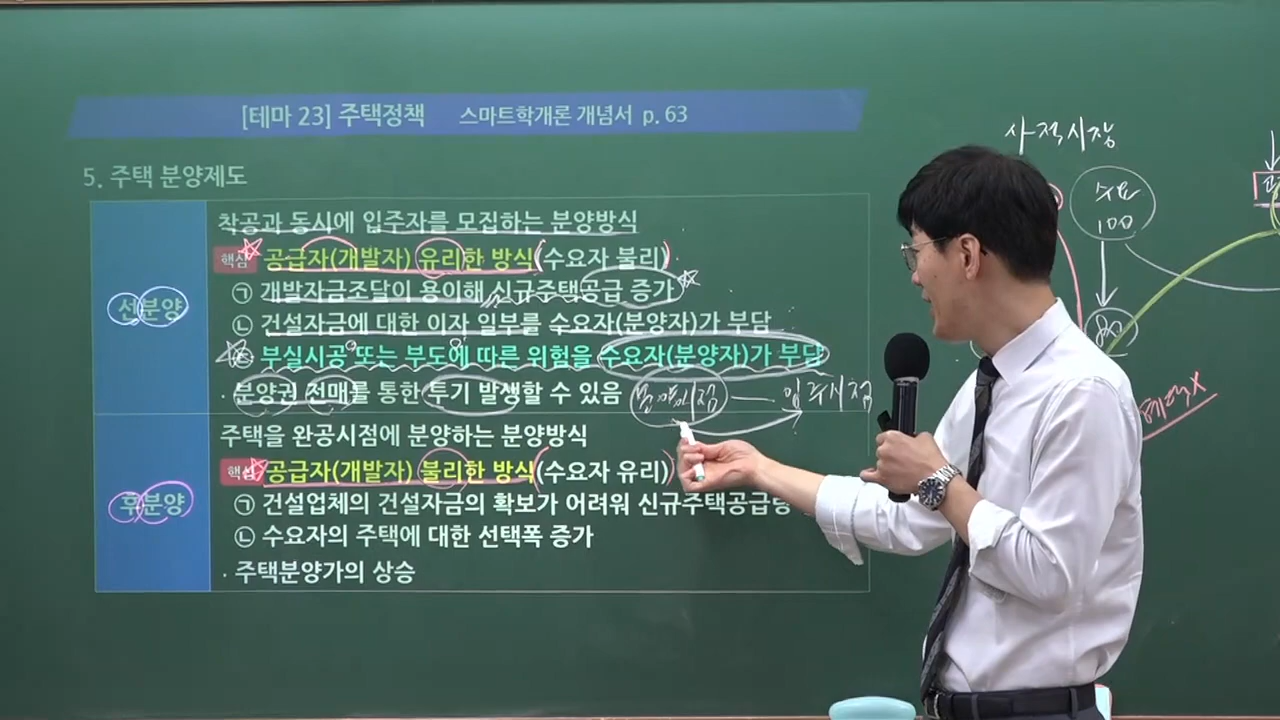 [테마 23] 주택정책 스마트학개론 개념서 p. 63
5. 주택 분양제도
선분양
착공과 동시에 입주자를 모집하는 분양방식
핵심 공급자(개발자) 유리한 방식(수요자 불리)
㉠ 개발자금조달이 용이해 신규주택공급 증가
㉡ 건설자금에 대한 이자 일부를 수요자(분양자)가 부담
부실시공 또는 부도에 따른 위험을 수요자(분양자)가 부담
· 분양권 전매를 통한 투기 발생할 수 있음
분양시점 — 입주시점
후분양
주택을 완공시점에 분양하는 분양방식
핵심 공급자(개발자) 불리한 방식(수요자 유리)
㉠ 건설업체의 건설자금의 확보가 어려워 신규주택공급량
㉡ 수요자의 주택에 대한 선택폭 증가
· 주택분양가의 상승
사적시장
수요
100
80